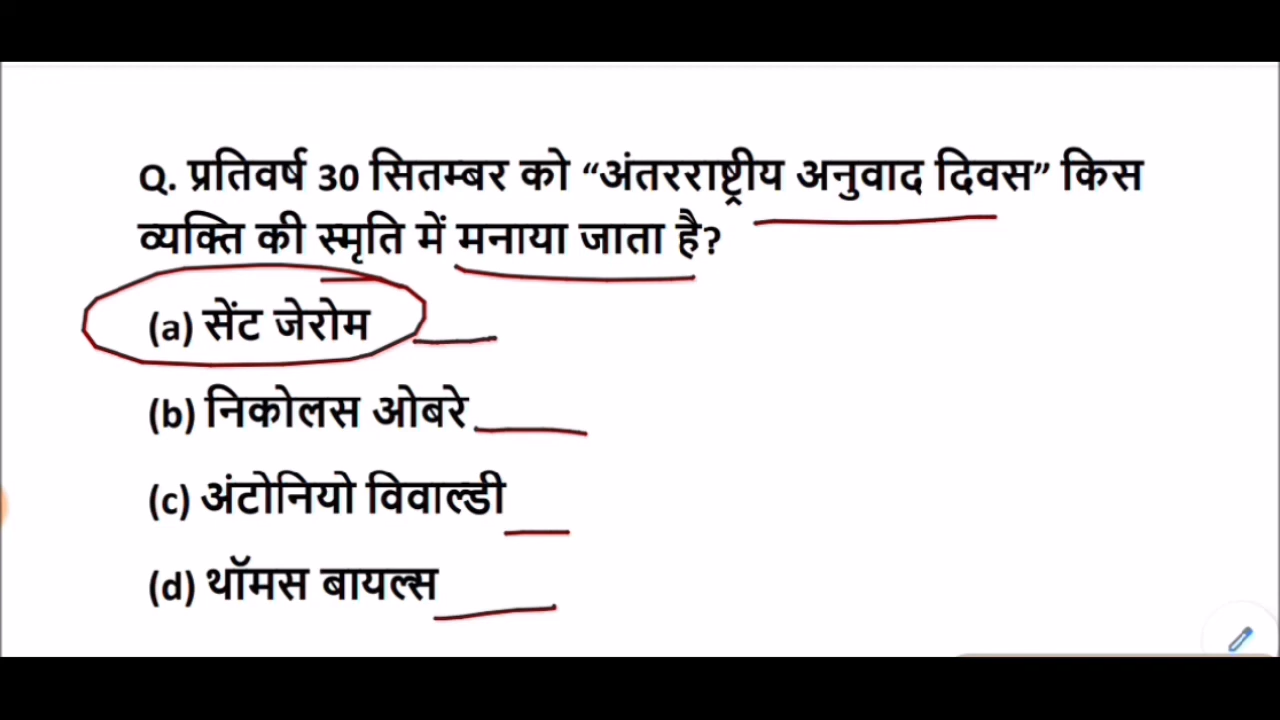 Q. प्रतिवर्ष 30 सितम्बर को “अंतरराष्ट्रीय अनुवाद दिवस” किस
व्यक्ति की स्मृति में मनाया जाता है?
(a) सेंट जेरोम
(b) निकोलस ओबरे
(c) अंटोनियो विवाल्डी
(d) थॉमस बायल्स